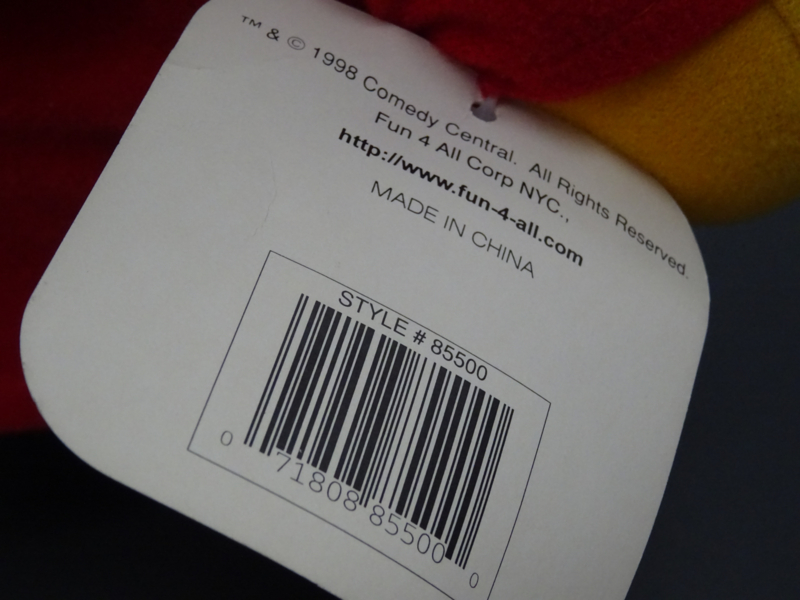 ™ & © 1998 Comedy Central. All Rights Reserved.
Fun 4 All Corp NYC.,
http://www.fun-4-all.com
MADE IN CHINA
STYLE # 85500
0 71808 85500 0